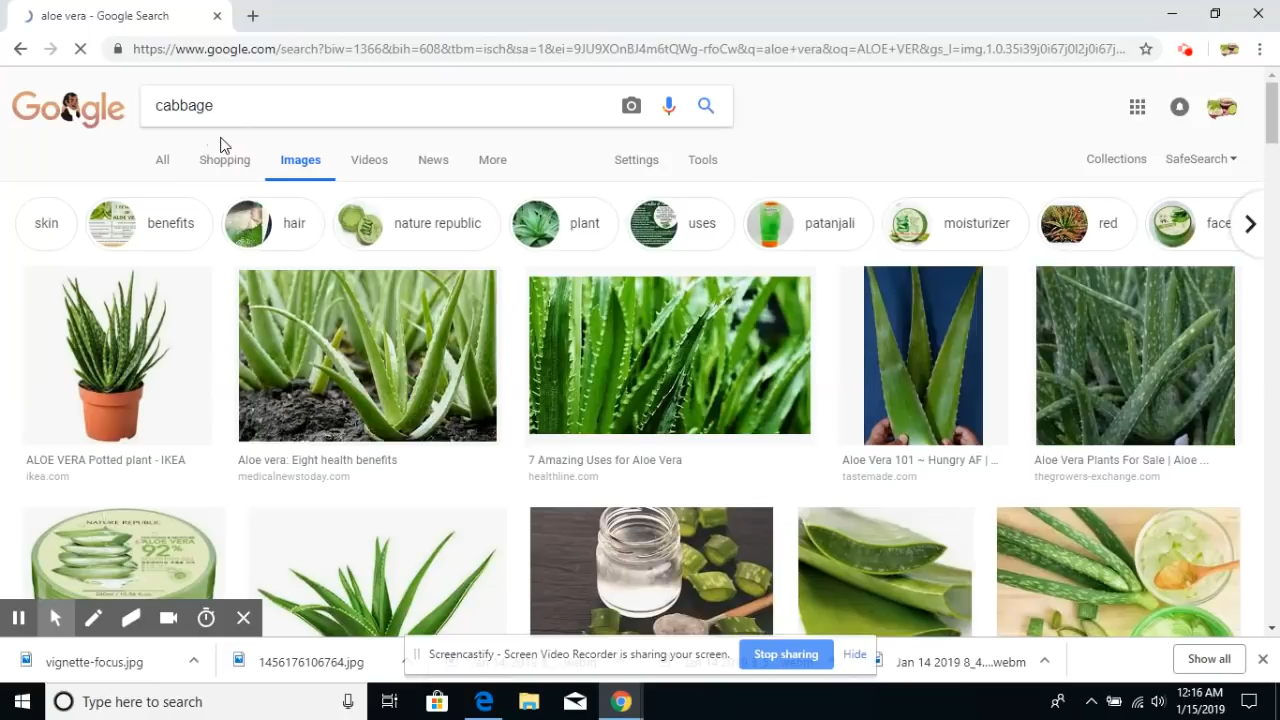 aloe vera - Google Search
https://www.google.com/search?biw=1366&bih=608&tbm=isch&sa=1&ei=9JU9XOnBJ4m6tQWg-rfoCw&q=aloe+vera&oq=ALOE+VER&gs_l=img.1.0.35i39j0i67j0l2j0i67j...
Google
cabbage
All Shopping Images Videos News More Settings Tools Collections SafeSearch
skin benefits hair nature republic plant uses patanjali moisturizer red face
ALOE VERA Potted plant - IKEA
ikea.com
Aloe vera: Eight health benefits
medicalnewstoday.com
7 Amazing Uses for Aloe Vera
healthline.com
Aloe Vera 101 ~ Hungry AF | ...
tastemade.com
Aloe Vera Plants For Sale | Aloe ...
thegrowers-exchange.com
NATURE REPUBLIC
ALOE VERA
92%
Screencastify - Screen Video Recorder is sharing your screen. Stop sharing Hide
vignette-focus.jpg 1456176106764.jpg Jan 14 2019 8_4....webm Show all
Type here to search
12:16 AM
1/15/2019